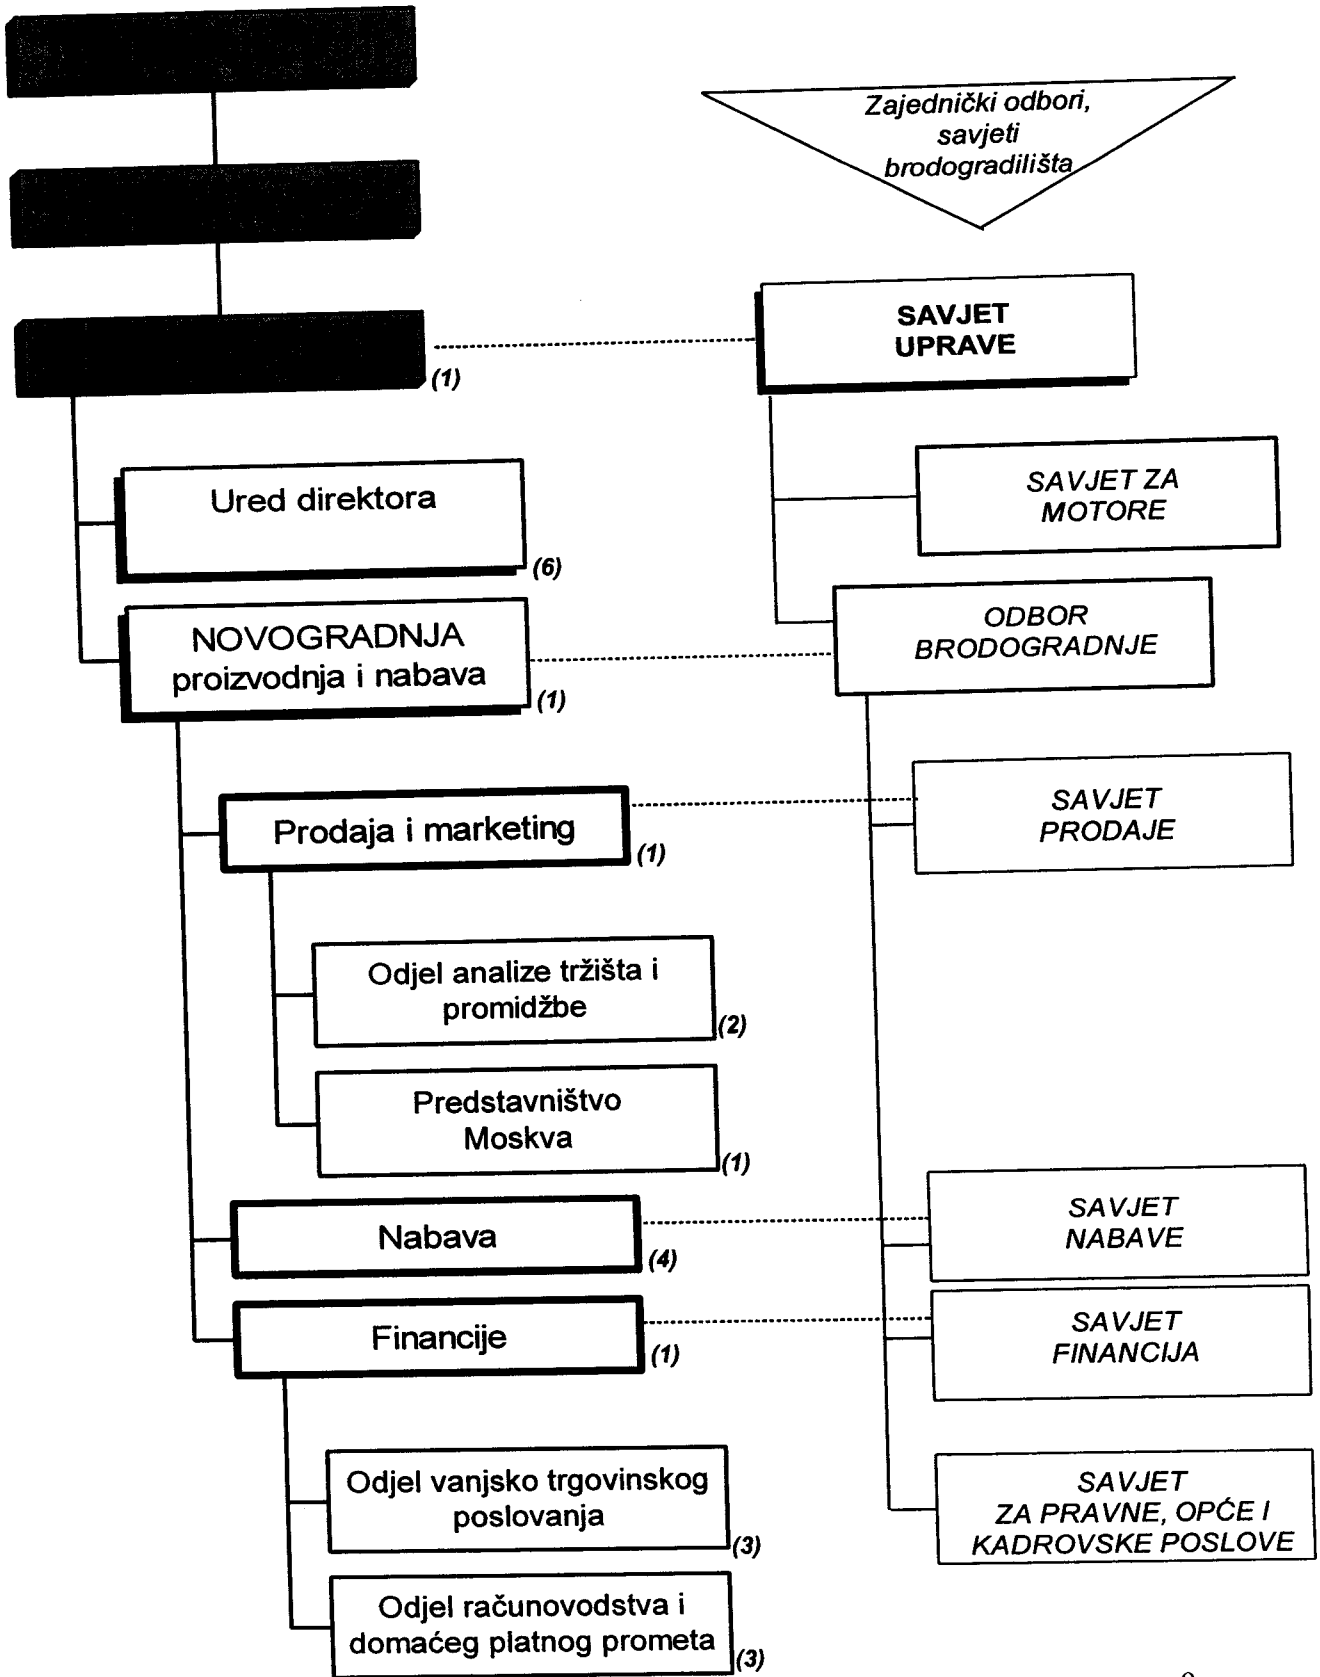 Zajednički odbori,
savjeti
brodogradilišta
(1)
SAVJET
UPRAVE
Ured direktora
(6)
SAVJET ZA
MOTORE
NOVOGRADNJA
proizvodnja i nabava
(1)
ODBOR
BRODOGRADNJE
Prodaja i marketing
(1)
SAVJET
PRODAJE
Odjel analize tržišta i
promidžbe
(2)
Predstavništvo
Moskva
(1)
Nabava
(4)
SAVJET
NABAVE
Financije
(1)
SAVJET
FINANCIJA
Odjel vanjsko trgovinskog
poslovanja
(3)
SAVJET
ZA PRAVNE, OPĆE I
KADROVSKE POSLOVE
Odjel računovodstva i
domaćeg platnog prometa
(3)